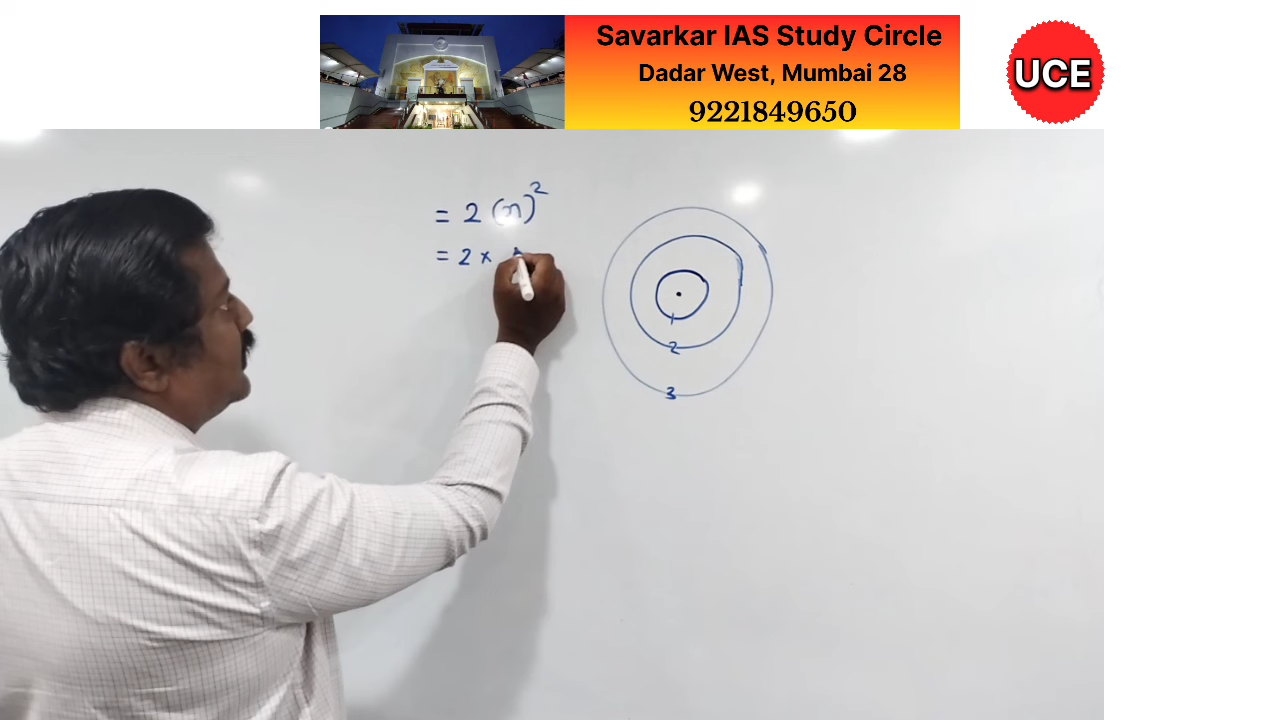 Savarkar IAS Study Circle
Dadar West, Mumbai 28
9221849650
UCE
= 2 (n)²
= 2 ×
1
2
3